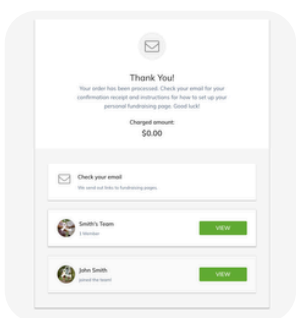 Thank You!
Your order has been processed. Check your email for your
confirmation receipt and instructions for how to set up your
personal fundraising page. Good luck!
Charged amount:
$0.00
Check your email
We send out links to fundraising pages.
Smith's Team
1 Member
VIEW
John Smith
joined the team!
VIEW